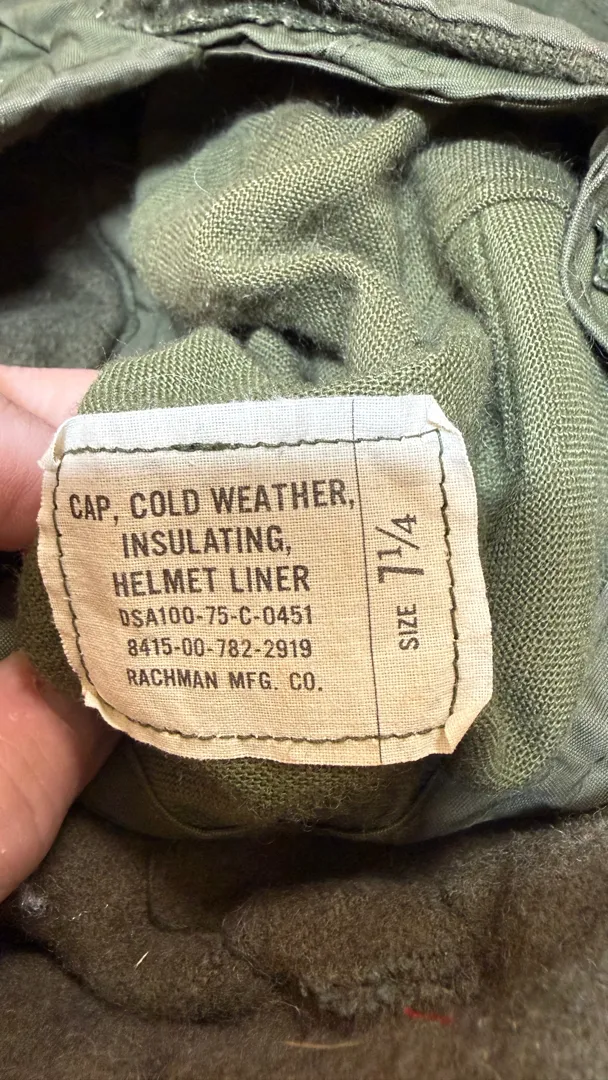 CAP, COLD WEATHER,
INSULATING,
HELMET LINER
DSA100-75-C-0451
8415-00-782-2919
RACHMAN MFG. CO.
SIZE 7 1/4